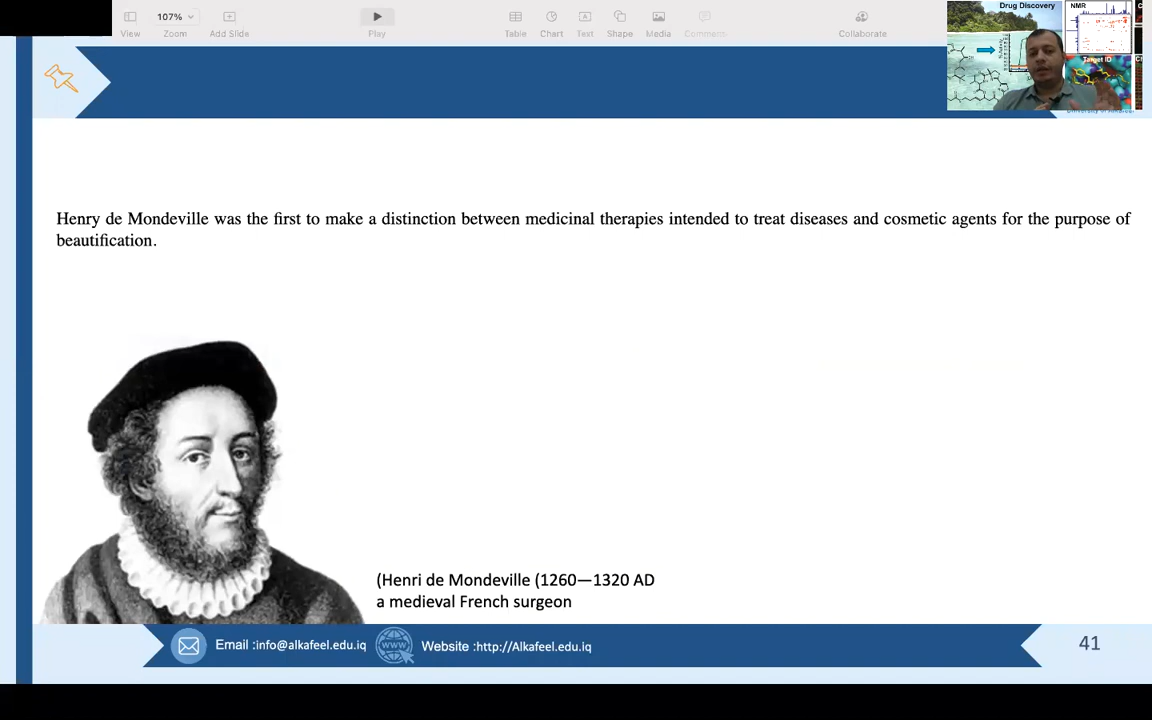 107%
View
Zoom
Add Slide
Play
Table
Chart
Text
Shape
Media
Comment
Collaborate
Drug Discovery
NMR
Target ID
Henry de Mondeville was the first to make a distinction between medicinal therapies intended to treat diseases and cosmetic agents for the purpose of
beautification.
(Henri de Mondeville (1260—1320 AD
a medieval French surgeon
Email :info@alkafeel.edu.iq
WWW
Website :http://Alkafeel.edu.iq
41